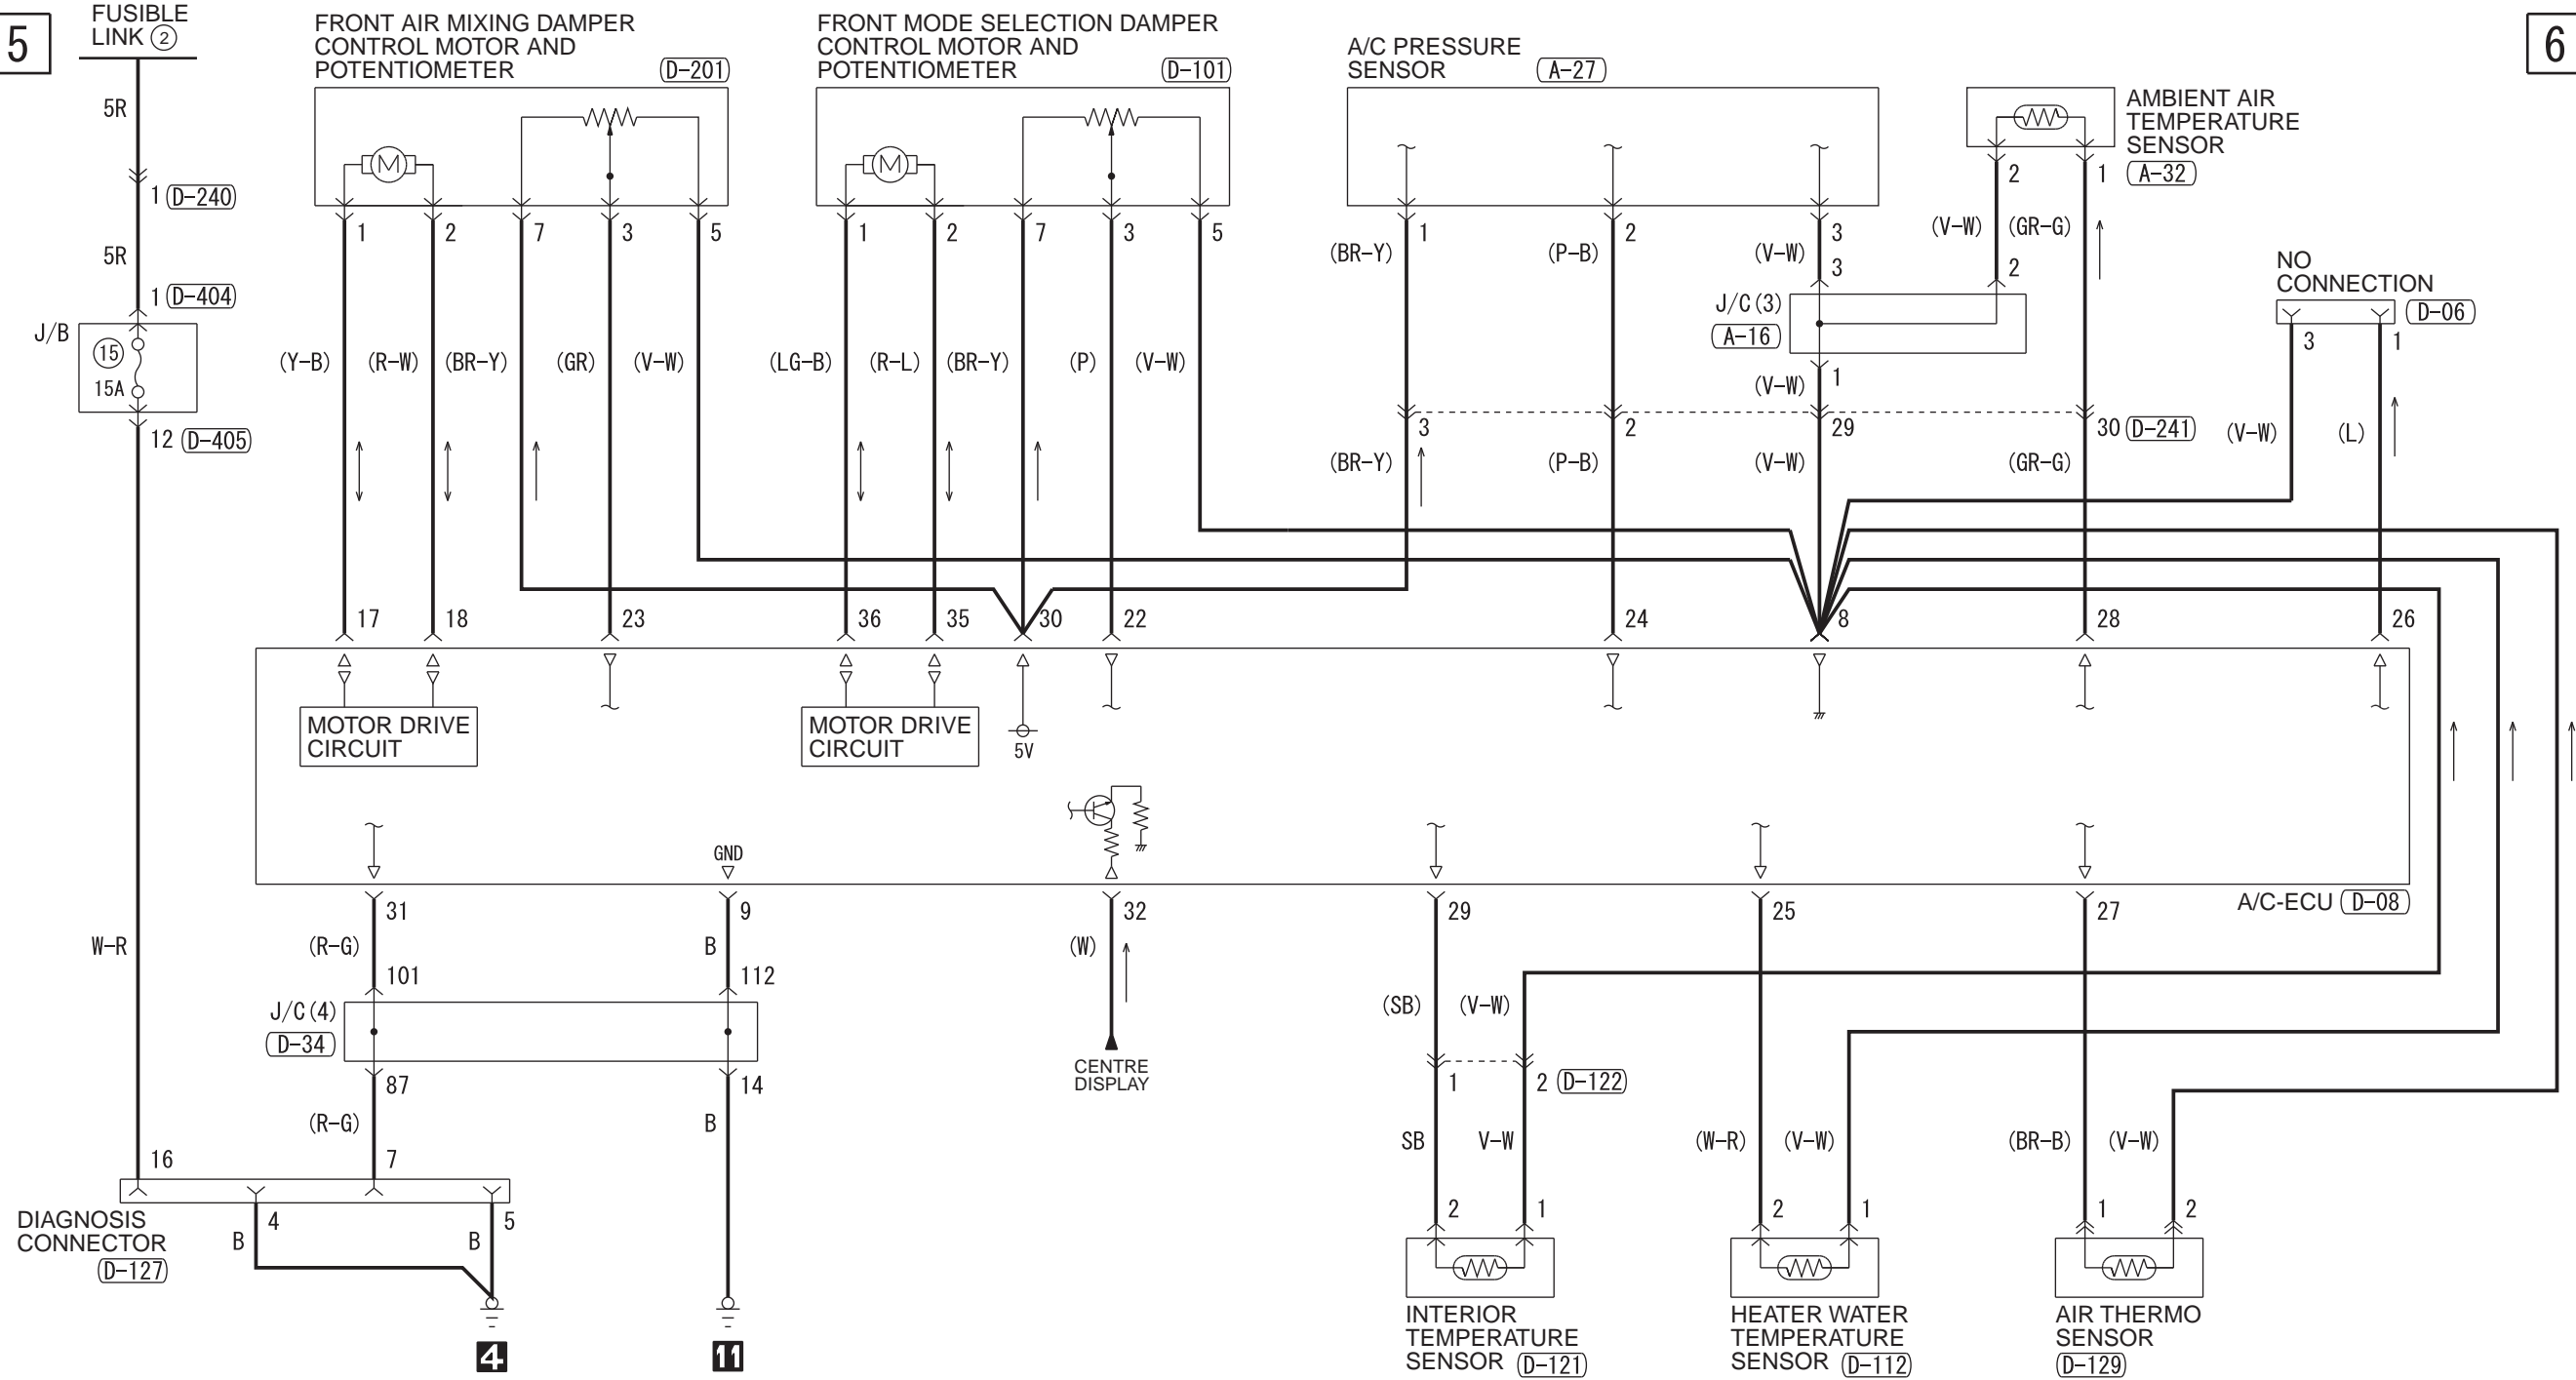 5
FUSIBLE
LINK ②
FRONT AIR MIXING DAMPER
CONTROL MOTOR AND
POTENTIOMETER
D-201
FRONT MODE SELECTION DAMPER
CONTROL MOTOR AND
POTENTIOMETER
D-101
A/C PRESSURE
SENSOR
A-27
AMBIENT AIR
TEMPERATURE
SENSOR
A-32
6
5R
1 D-240
5R
1 D-404
J/B
⑮
15A
12 D-405
M
M
1 2 7 3 5
1 2 7 3 5
1 2 3
2 1
(BR-Y) (P-B) (V-W)
(V-W) (GR-G)
3 2
NO
CONNECTION
D-06
3 1
J/C(3)
A-16
(Y-B) (R-W) (BR-Y) (GR) (V-W)
(LG-B) (R-L) (BR-Y) (P) (V-W)
(V-W) 1
3 2 29 30 D-241
(BR-Y) (P-B) (V-W) (GR-G)
(V-W) (L)
17 18 23 36 35 30 22 24 8 28 26
MOTOR DRIVE
CIRCUIT
MOTOR DRIVE
CIRCUIT
5V
GND
A/C-ECU D-08
31 9 32 29 25 27
W-R
(R-G) B (W)
101 112
J/C(4)
D-34
87 14
(R-G) B
CENTRE
DISPLAY
(SB) (V-W)
1 2 D-122
SB V-W (W-R) (V-W) (BR-B) (V-W)
16 7
4 5
B B
DIAGNOSIS
CONNECTOR
D-127
4
11
2 1 2 1 1 2
INTERIOR
TEMPERATURE
SENSOR D-121
HEATER WATER
TEMPERATURE
SENSOR D-112
AIR THERMO
SENSOR
D-129